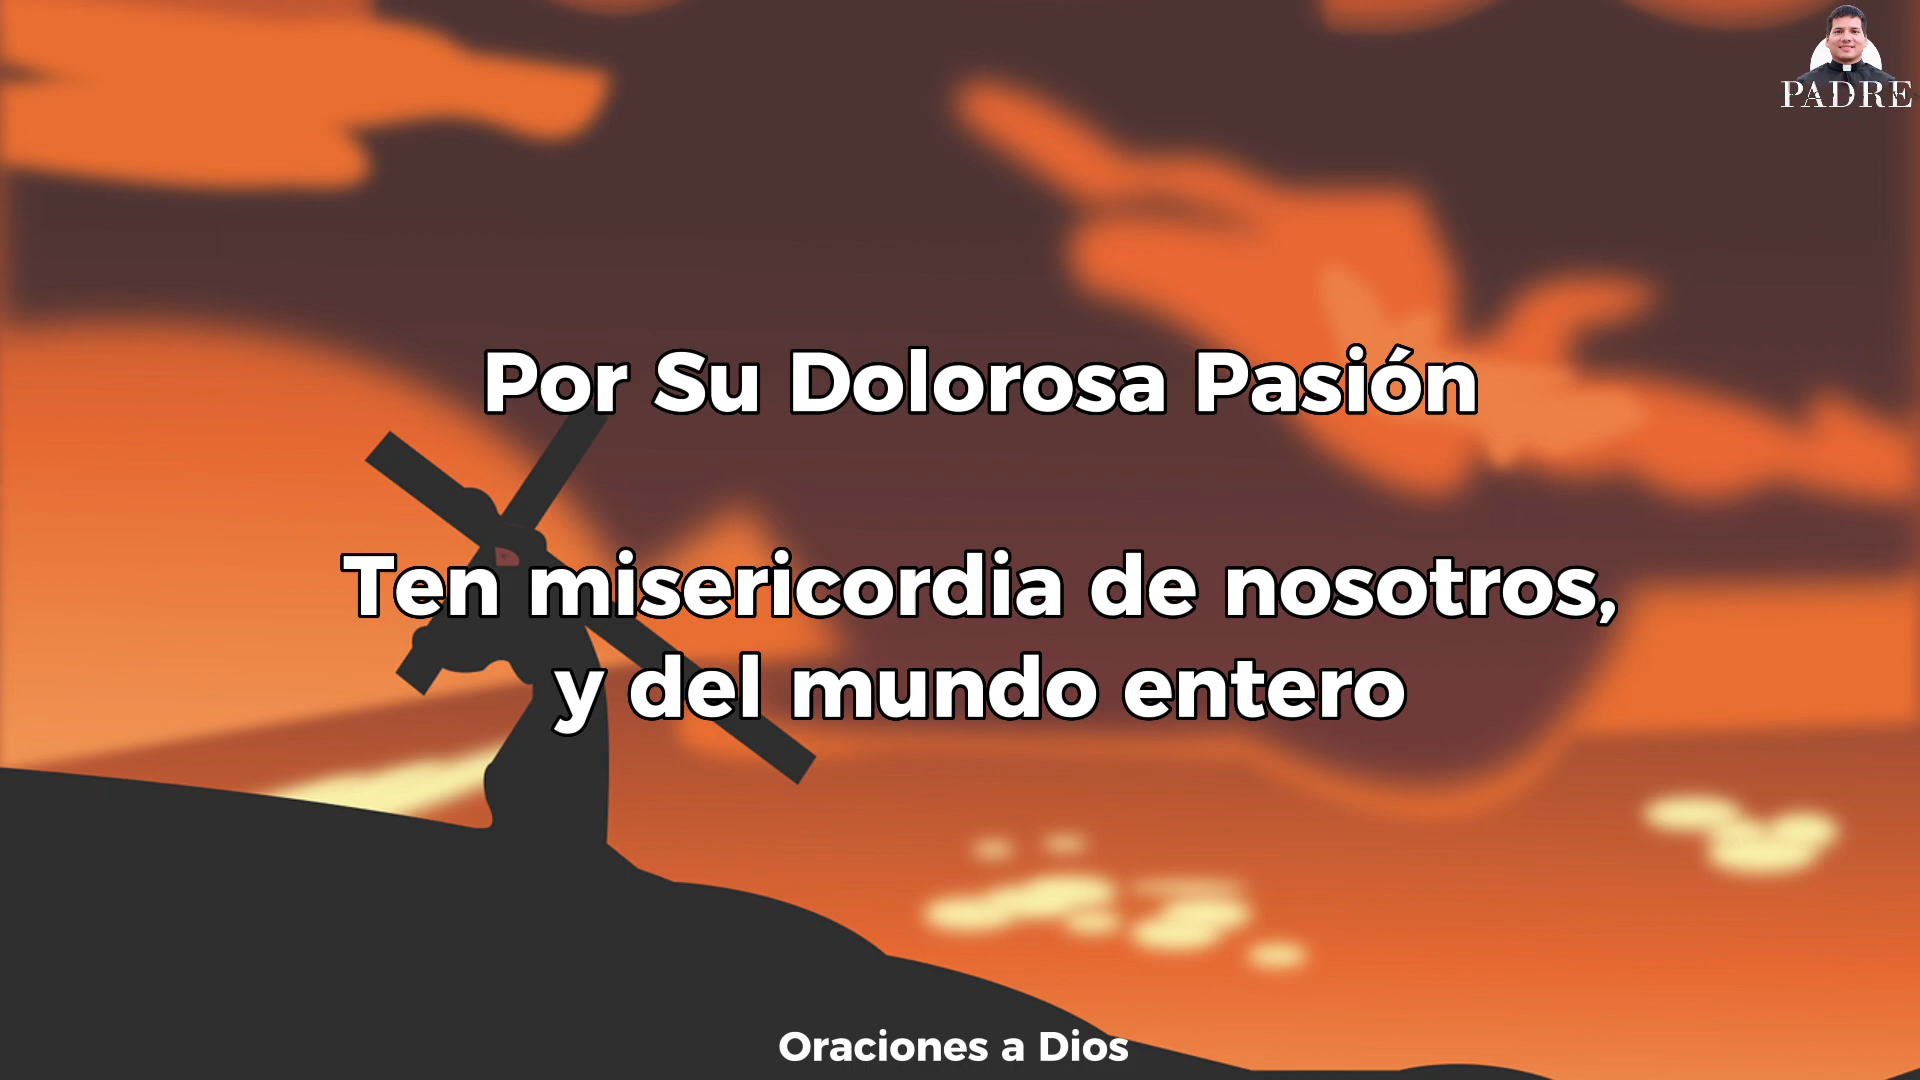 PADRE
Por Su Dolorosa Pasión
Ten misericordia de nosotros,
y del mundo entero
Oraciones a Dios